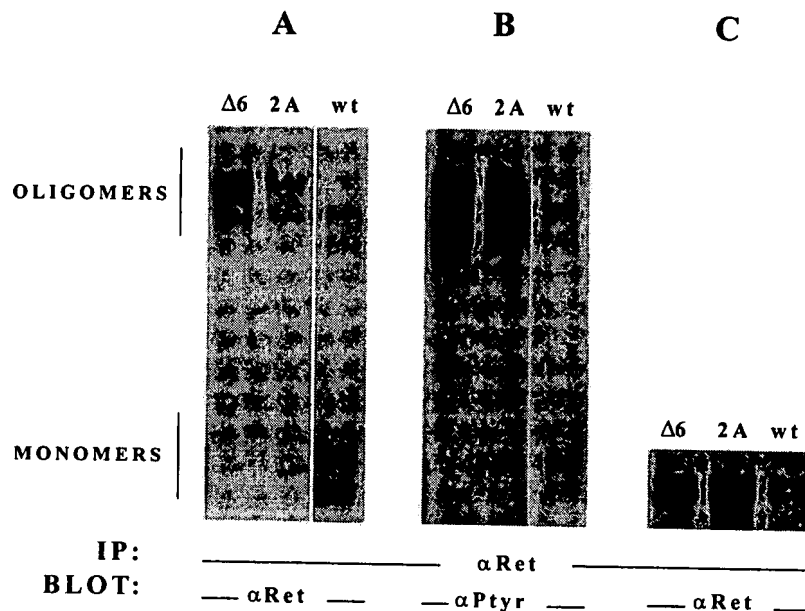 A B C
Δ6 2A wt Δ6 2A wt
OLIGOMERS
MONOMERS
Δ6 2A wt
IP: αRet
BLOT: αRet αPtyr αRet